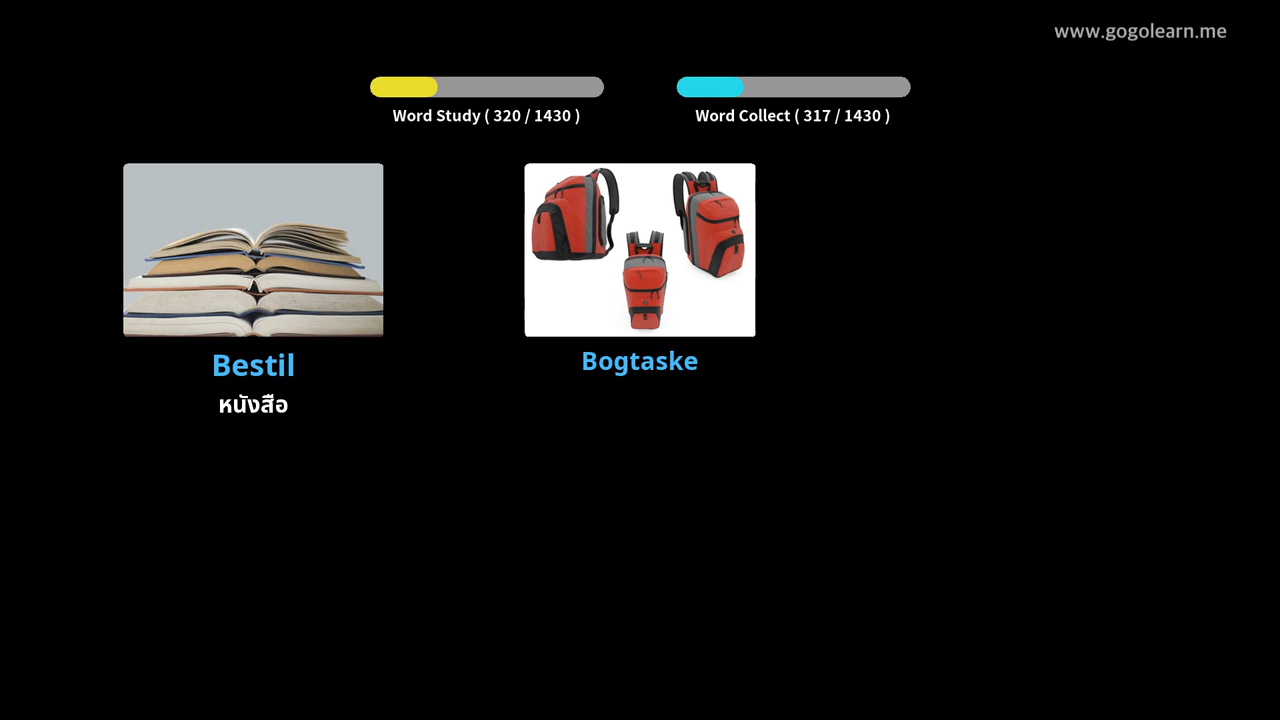 www.gogolearn.me
Word Study ( 320 / 1430 )
Word Collect ( 317 / 1430 )
Bestil
หนังสือ
Bogtaske